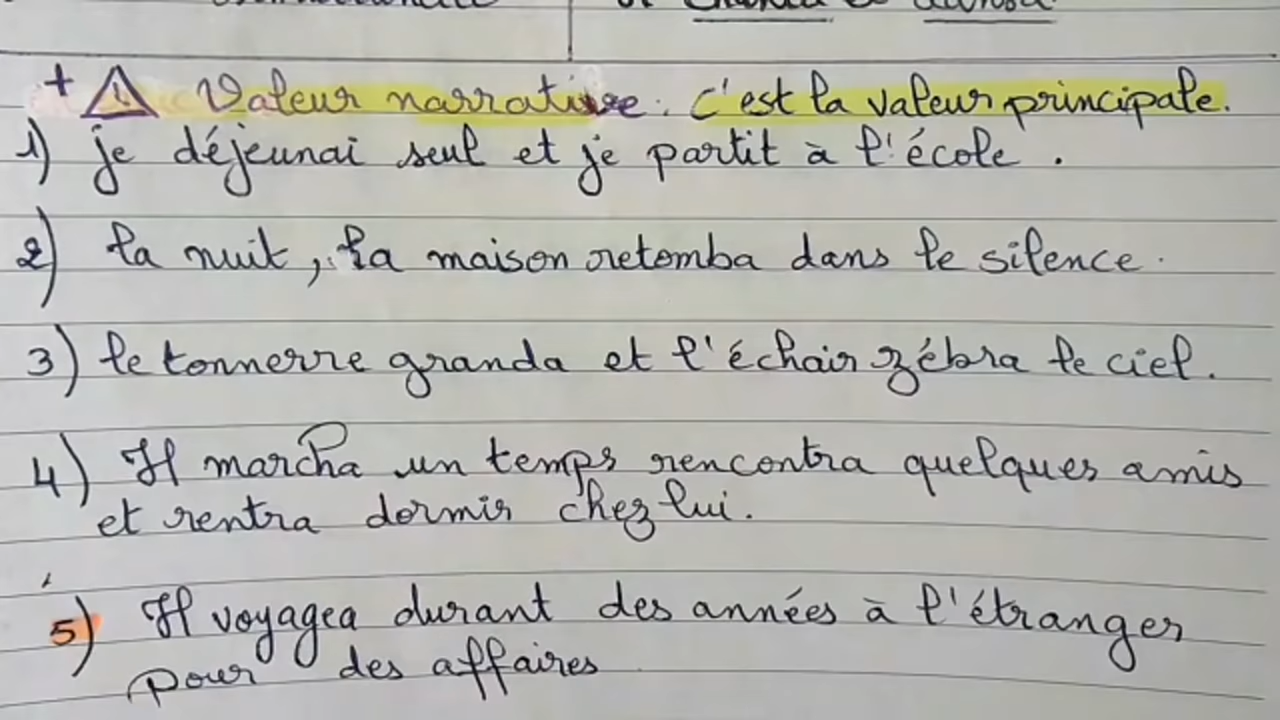 + ⚠ Valeur narrative. c'est la valeur principale.
1) je déjeunai seul et je partit à l'école.
2) la nuit, la maison retomba dans le silence.
3) le tonnerre granda et l'échair zébra le ciel.
4) Il marcha un temps rencontra quelques amis
et rentra dormir chez lui.
5) Il voyagea durant des années à l'étranger
pour des affaires